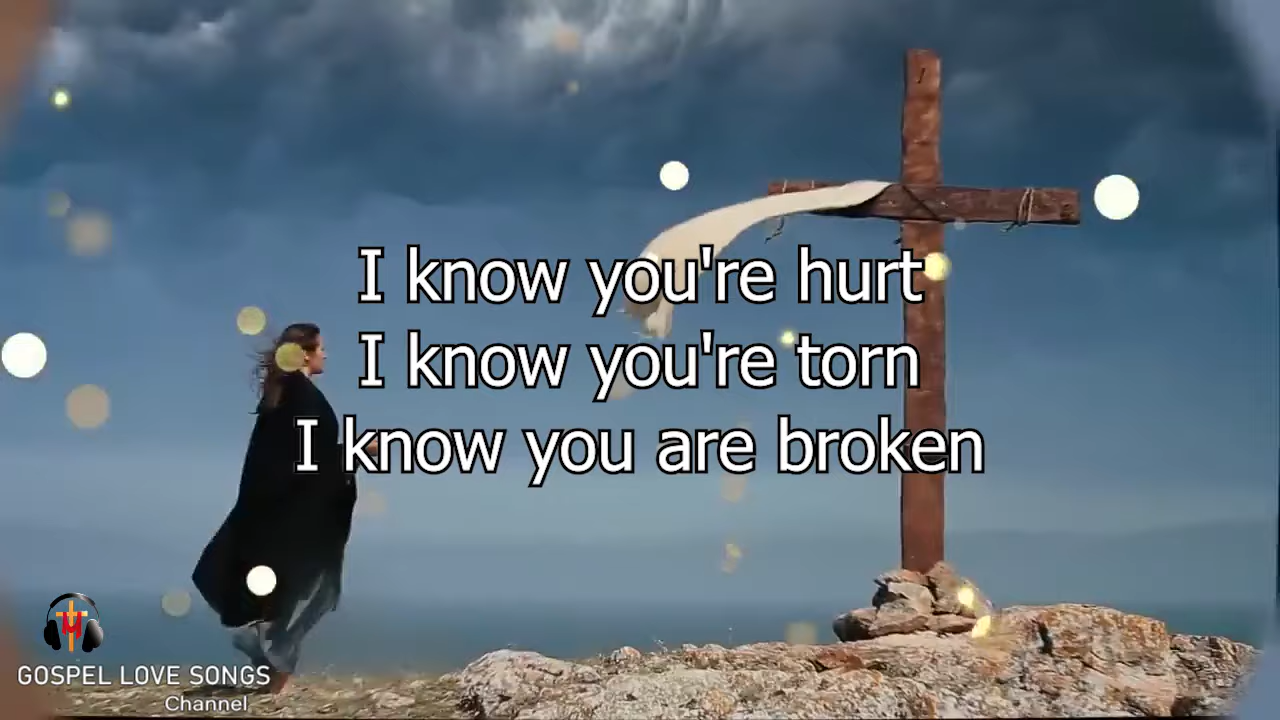 I know you're hurt
I know you're torn
I know you are broken
GOSPEL LOVE SONGS
Channel